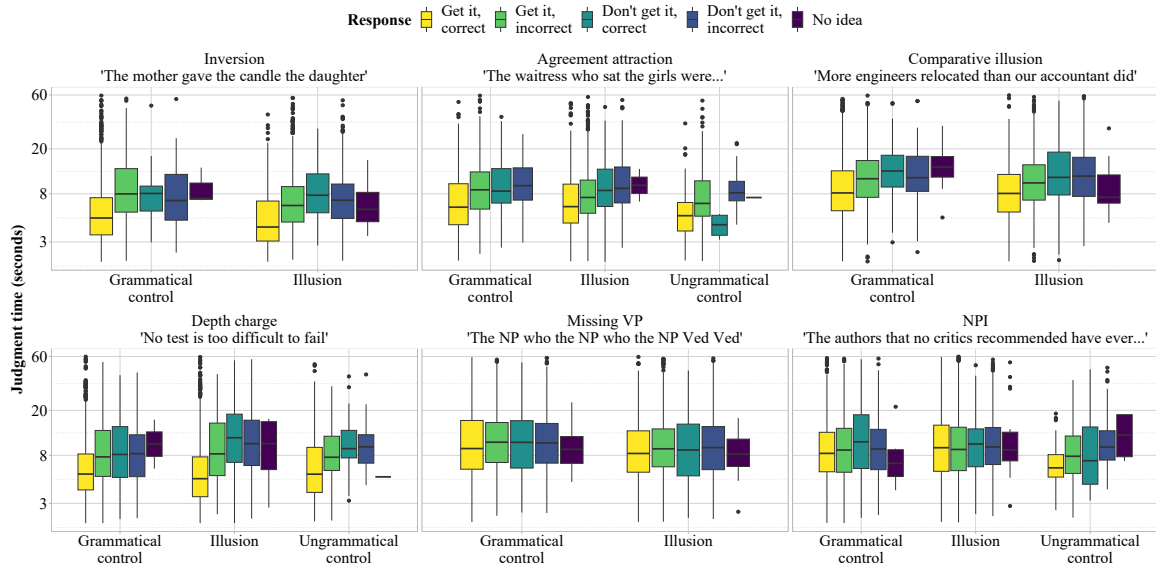 Response
Get it,
correct
Get it,
incorrect
Don't get it,
correct
Don't get it,
incorrect
No idea
Judgment time (seconds)
Inversion
'The mother gave the candle the daughter'
Agreement attraction
'The waitress who sat the girls were...'
Comparative illusion
'More engineers relocated than our accountant did'
60
20
8
3
Grammatical
control
Illusion
Grammatical
control
Illusion
Ungrammatical
control
Grammatical
control
Illusion
Depth charge
'No test is too difficult to fail'
Missing VP
'The NP who the NP who the NP Ved Ved'
NPI
'The authors that no critics recommended have ever...'
60
20
8
3
Grammatical
control
Illusion
Ungrammatical
control
Grammatical
control
Illusion
Grammatical
control
Illusion
Ungrammatical
control